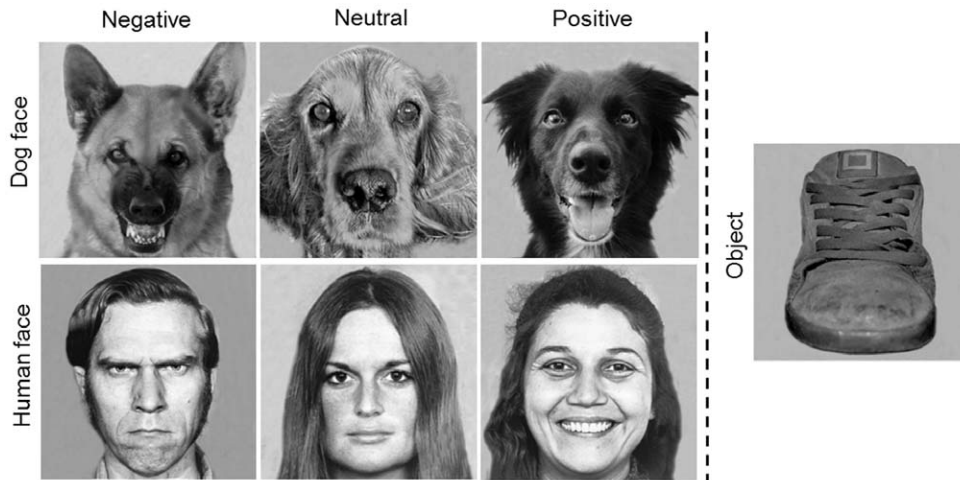 Negative
Neutral
Positive
Dog face
Human face
Object